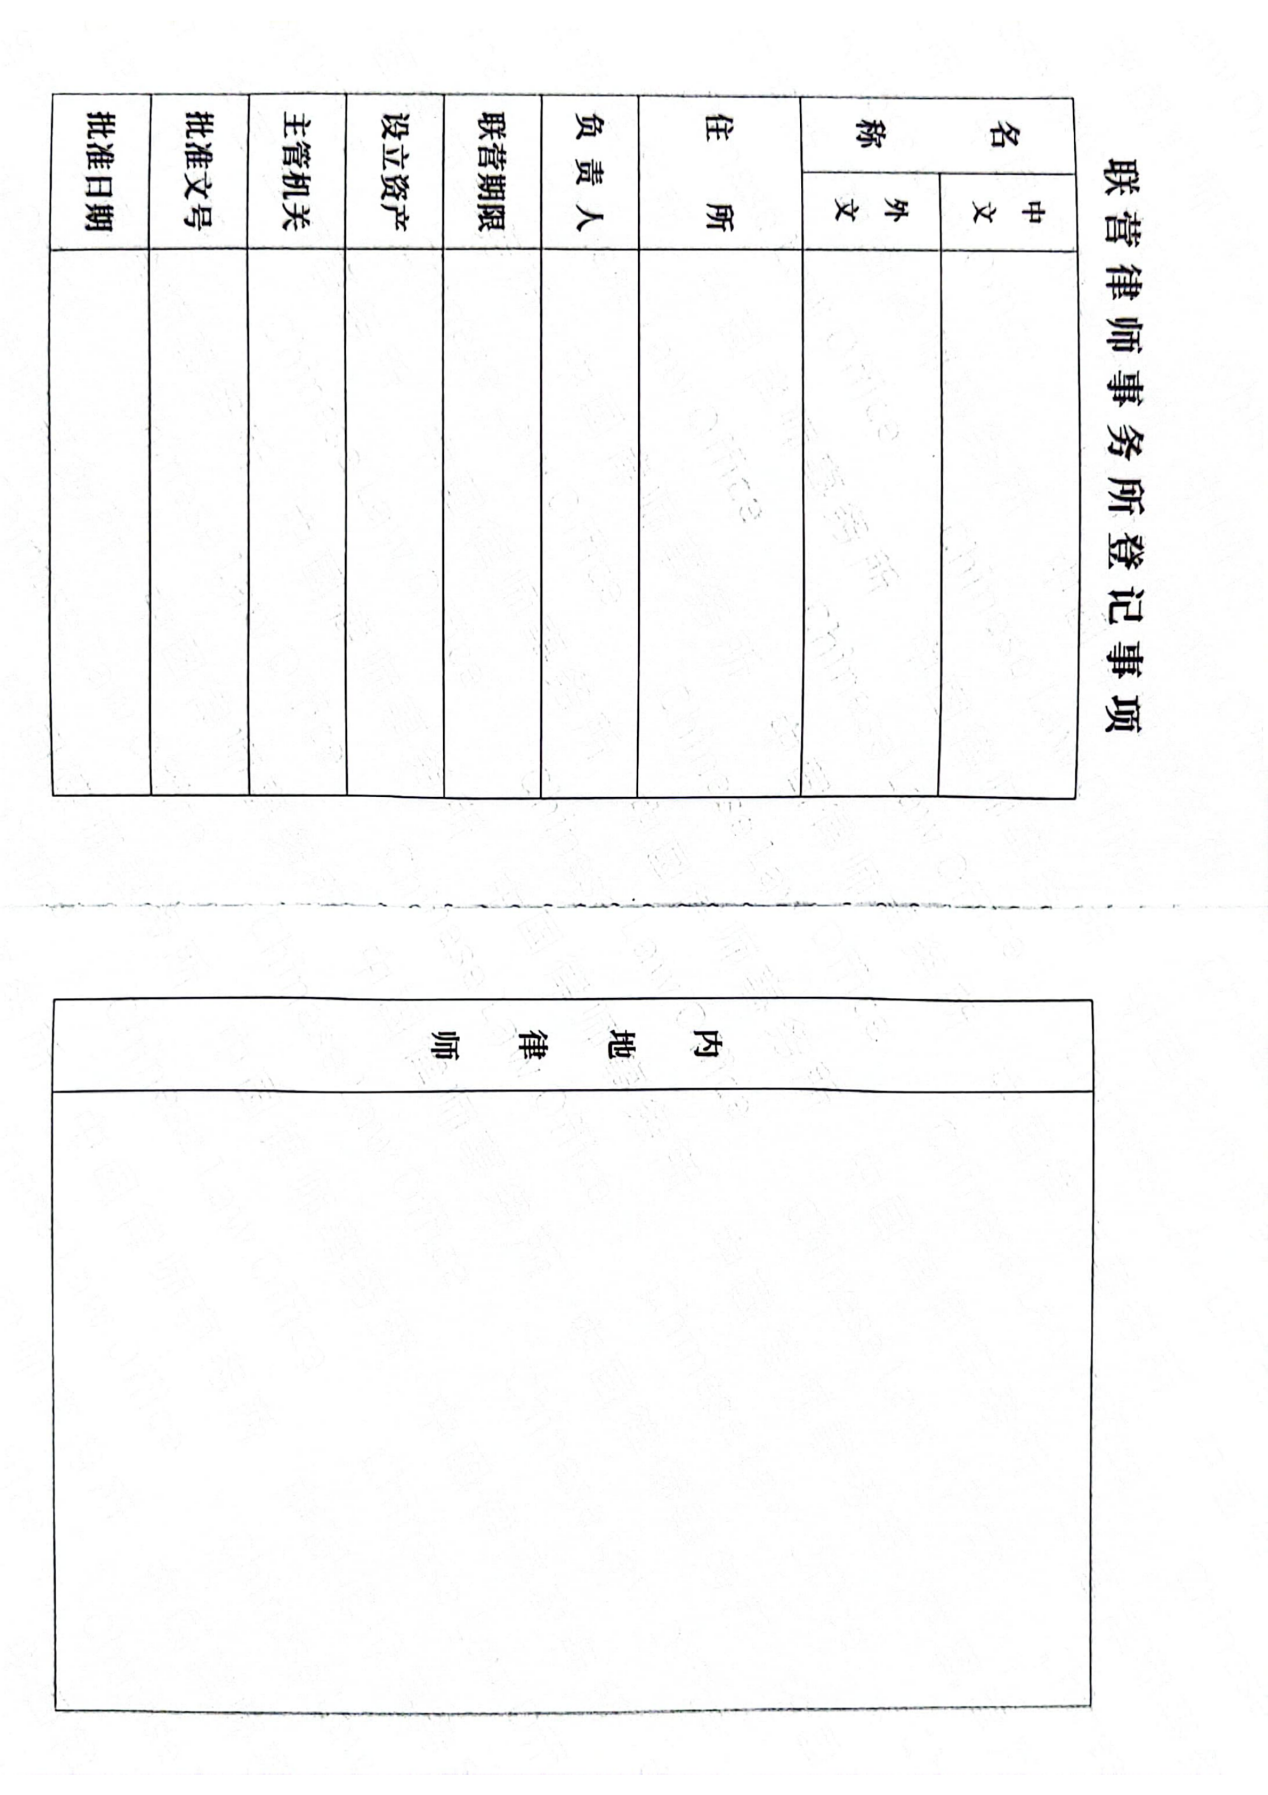 联营律师事务所登记事项
名称
中文
外文
住所
负责人
联营期限
设立资产
主管机关
批准文号
批准日期
内地律师